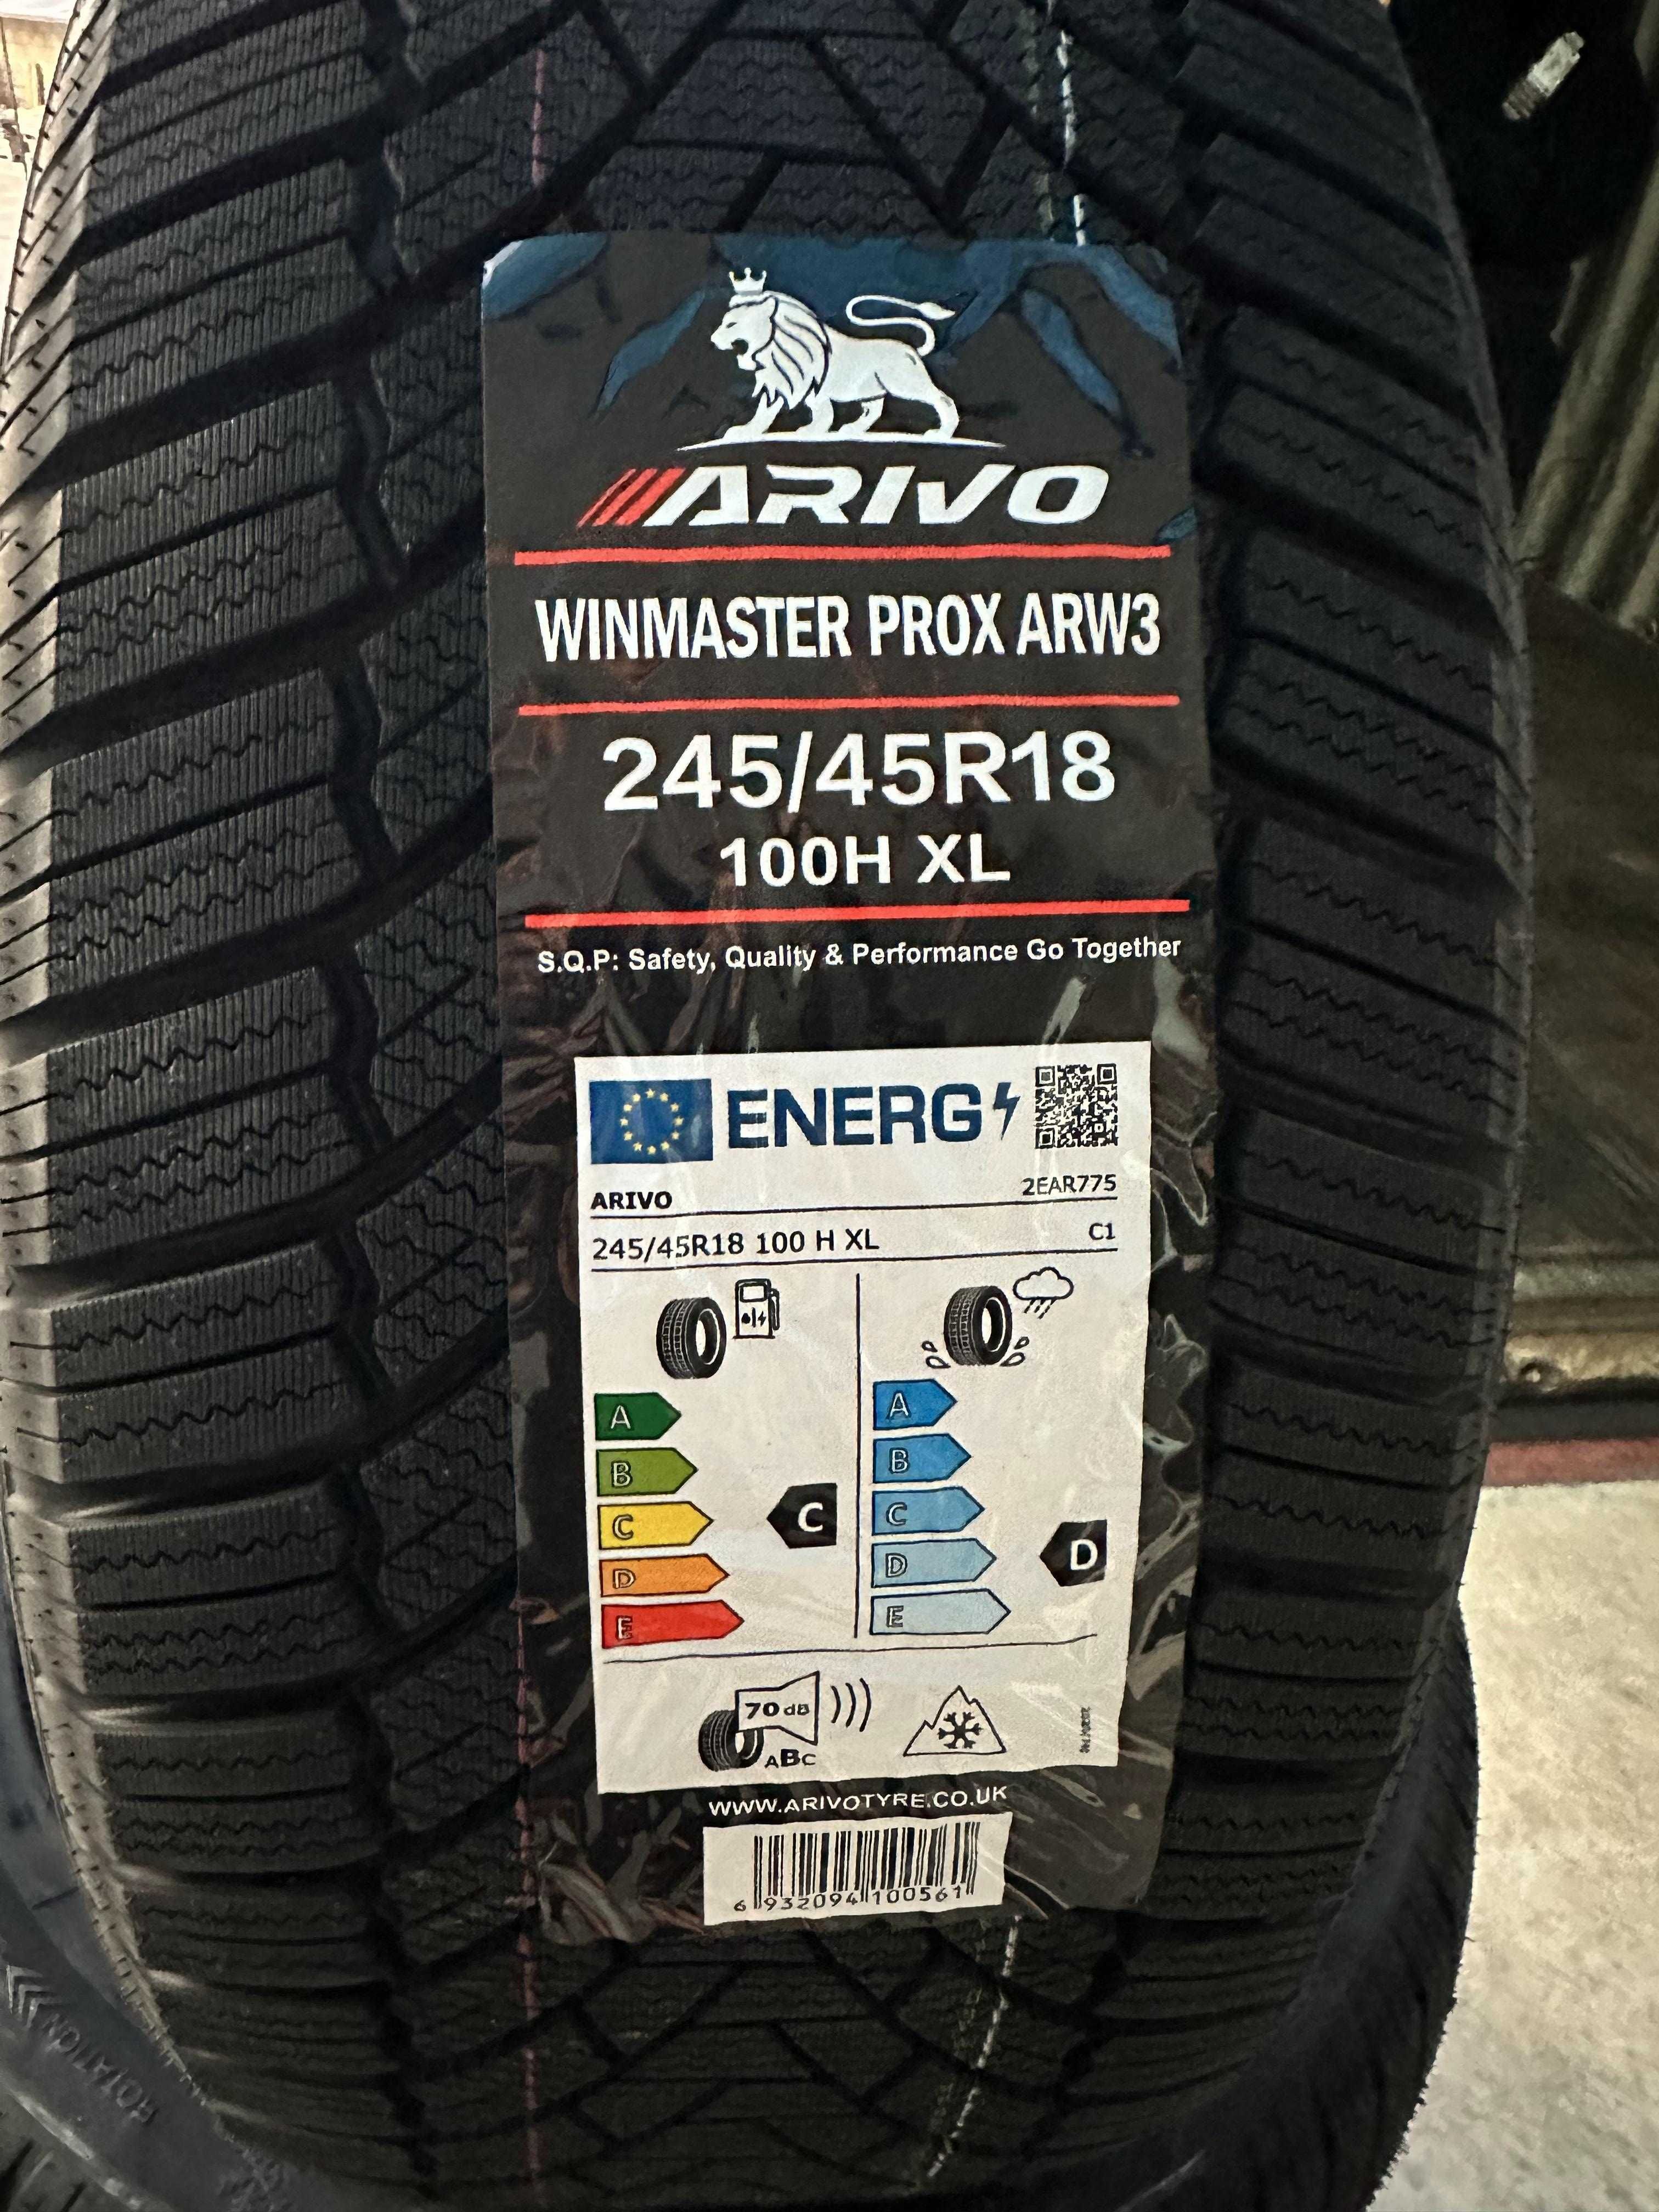 ARIVO
WINMASTER PROX ARW3
245/45R18
100H XL
S.Q.P: Safety, Quality & Performance Go Together
ENERG
ARIVO
2EAR775
245/45R18 100 H XL
C1
A
B
C
D
E
C
A
B
C
D
E
D
70 dB
ABC
WWW.ARIVOTYRE.CO.UK
6 932094 100561
ROTATION